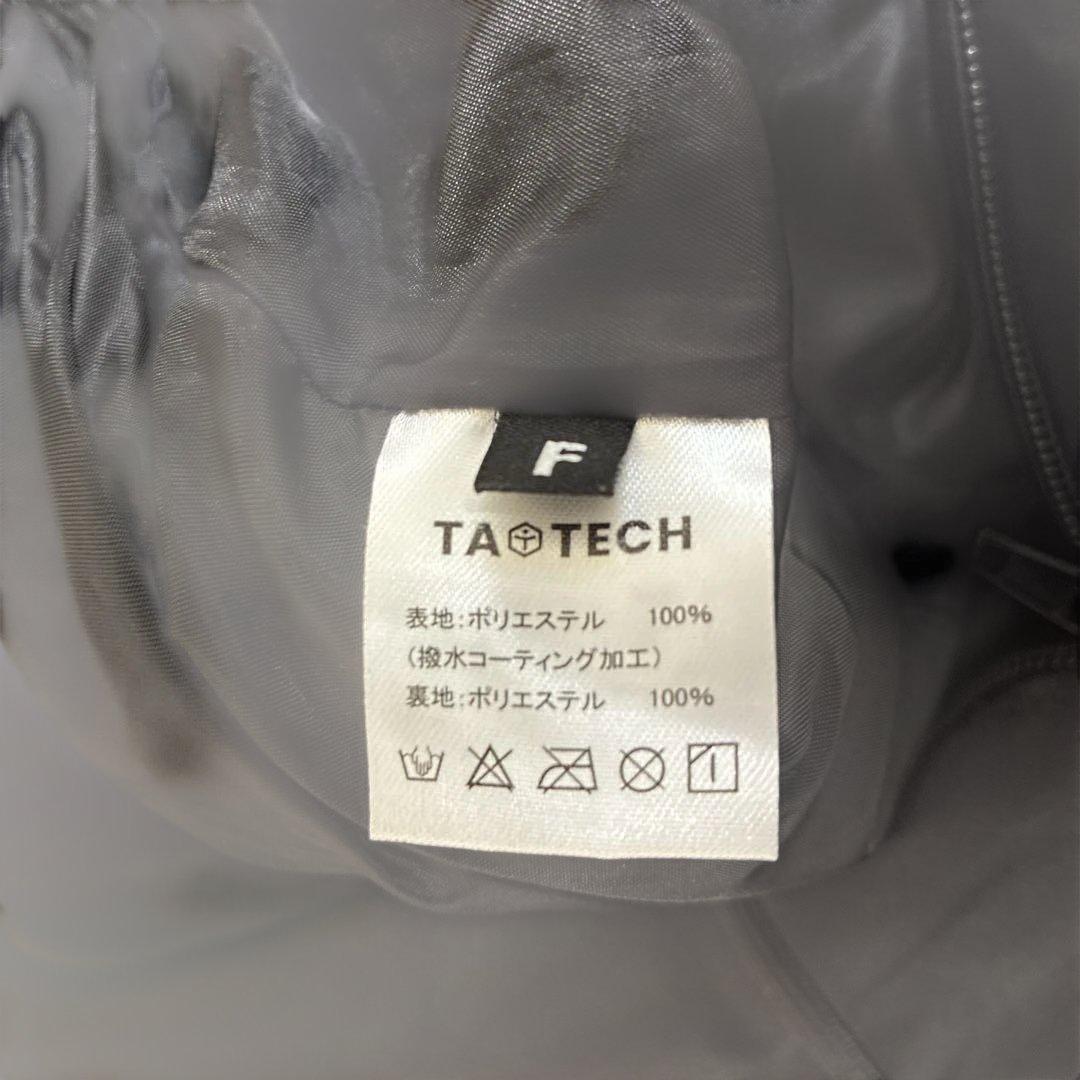 F
TA TECH
表地:ポリエステル 100%
(撥水コーティング加工)
裏地:ポリエステル 100%